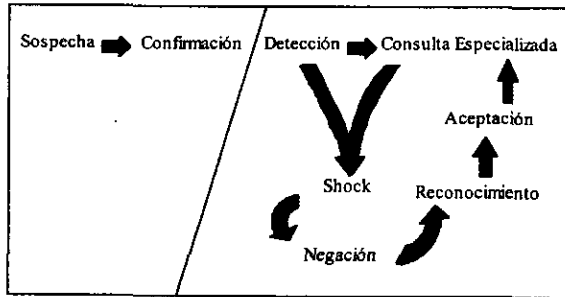 Sospecha Confirmación Detección Consulta Especializada
Aceptación
Shock Reconocimiento
Negación